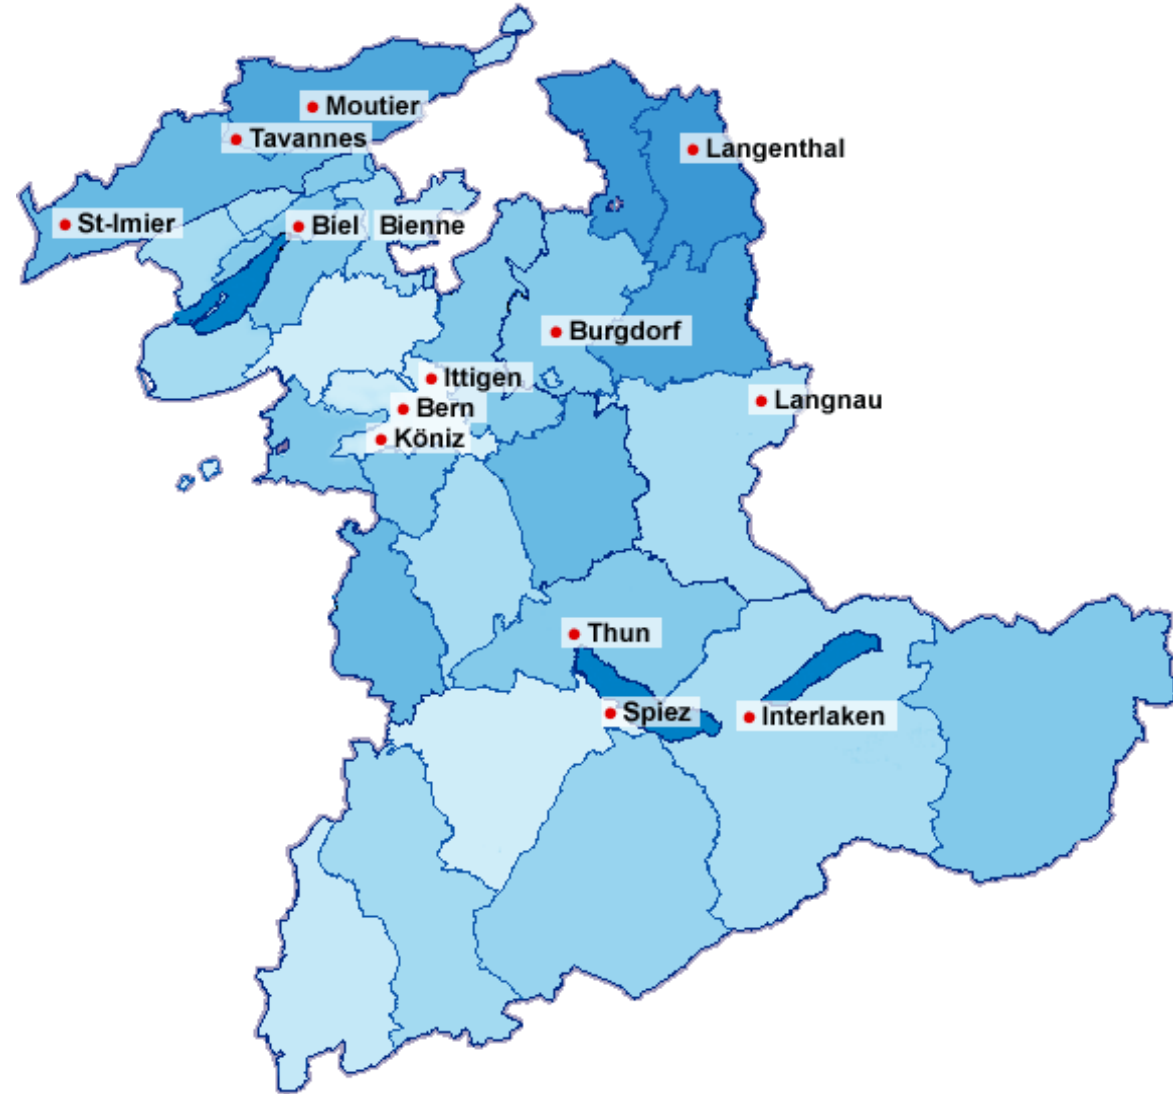 Moutier
Tavannes
Langenthal
St-Imier
Biel Bienne
Burgdorf
Ittigen
Bern
Langnau
Köniz
Thun
Spiez
Interlaken